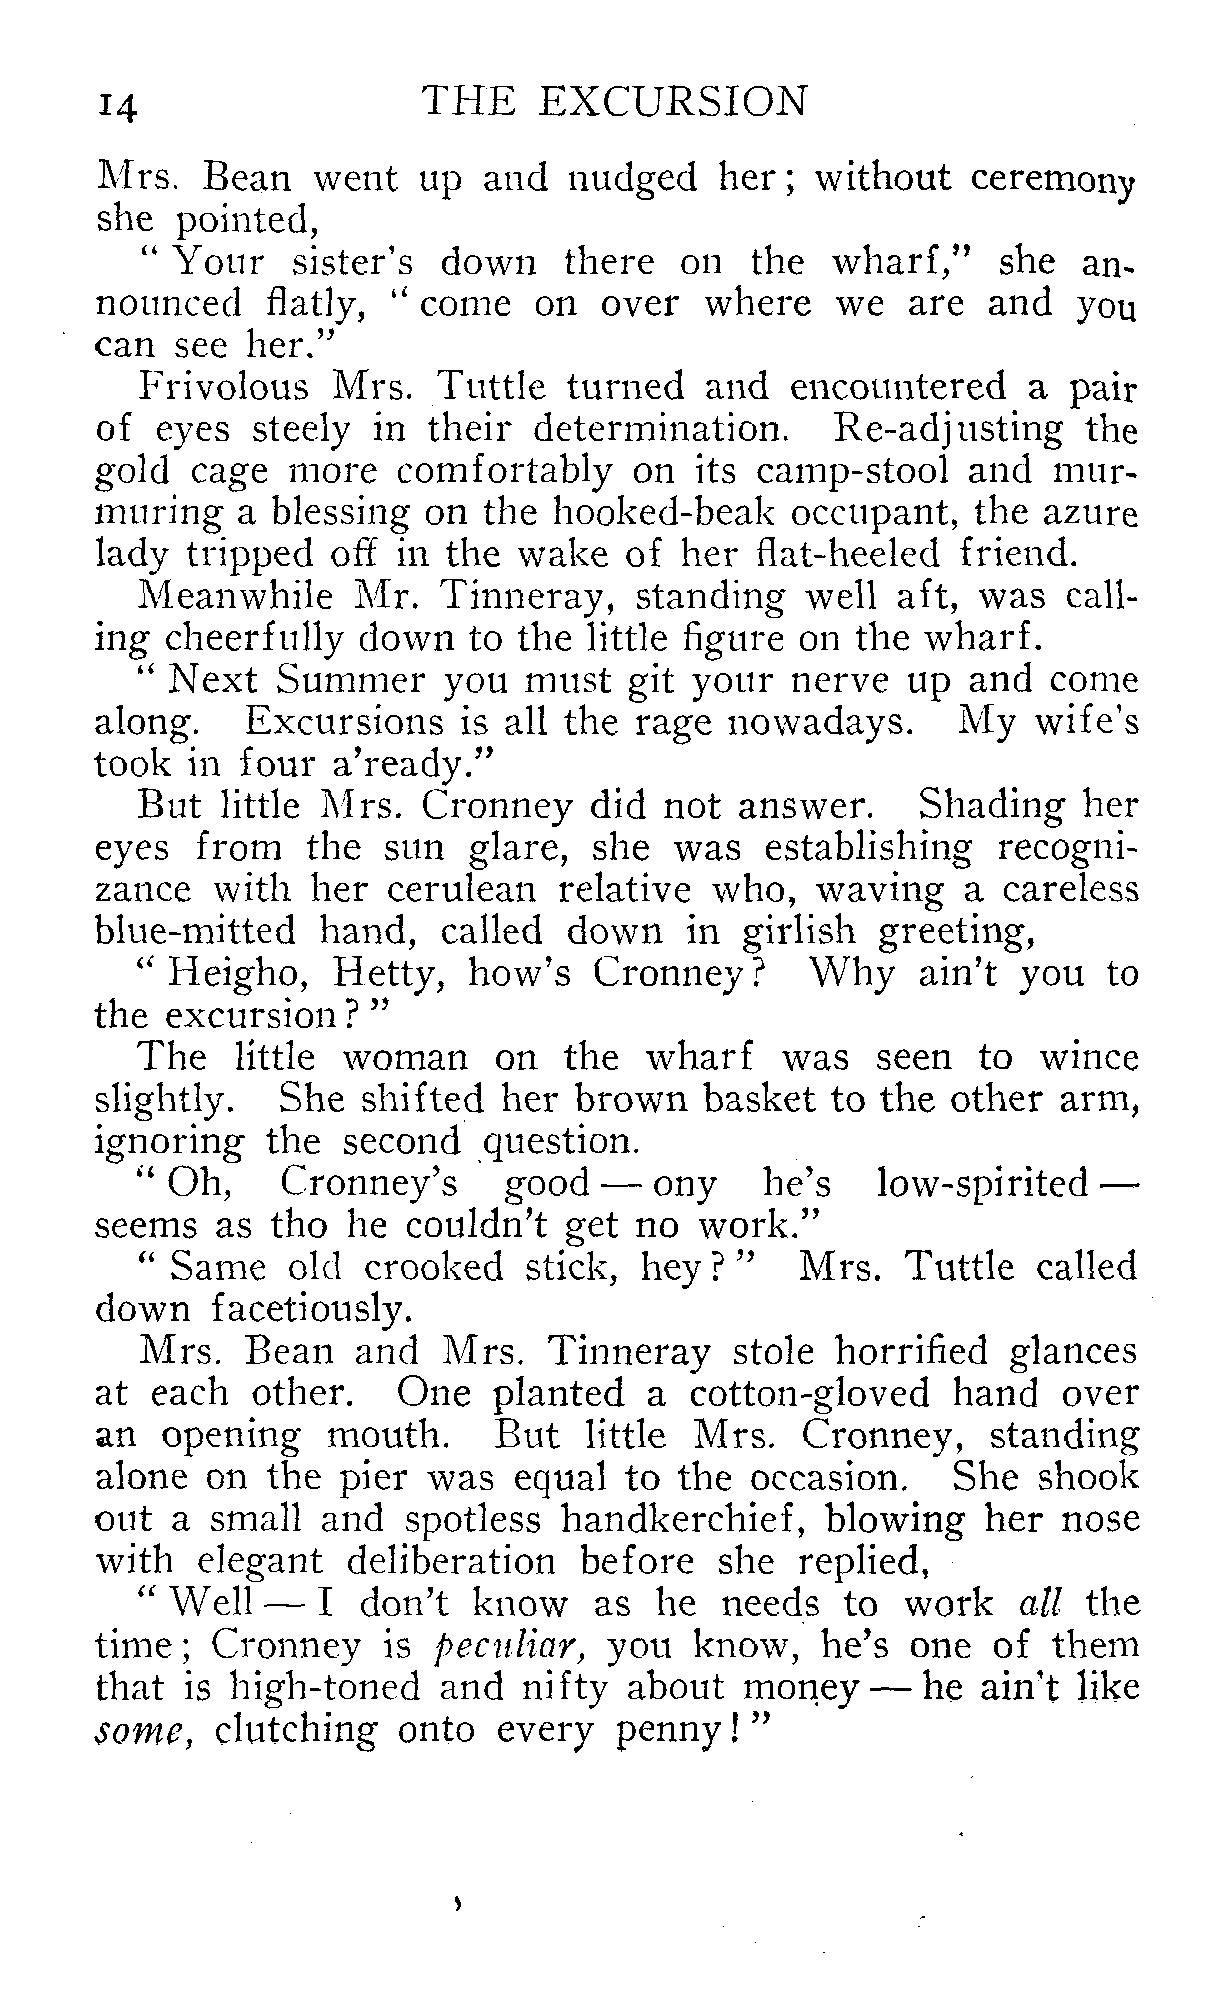 14 THE EXCURSION
Mrs. Bean went up and nudged her; without ceremony
she pointed,
" Your sister's down there on the wharf," she an-
nounced flatly, " come on over where we are and you
can see her."
Frivolous Mrs. Tuttle turned and encountered a pair
of eyes steely in their determination. Re-adjusting the
gold cage more comfortably on its camp-stool and mur-
muring a blessing on the hooked-beak occupant, the azure
lady tripped off in the wake of her flat-heeled friend.
Meanwhile Mr. Tinneray, standing well aft, was call-
ing cheerfully down to the little figure on the wharf.
" Next Summer you must git your nerve up and come
along. Excursions is all the rage nowadays. My wife's
took in four a'ready."
But little Mrs. Cronney did not answer. Shading her
eyes from the sun glare, she was establishing recogni-
zance with her cerulean relative who, waving a careless
blue-mitted hand, called down in girlish greeting,
" Heigho, Hetty, how's Cronney? Why ain't you to
the excursion? "
The little woman on the wharf was seen to wince
slightly. She shifted her brown basket to the other arm,
ignoring the second question.
" Oh, Cronney's good — ony he's low-spirited —
seems as tho he couldn't get no work."
" Same old crooked stick, hey? " Mrs. Tuttle called
down facetiously.
Mrs. Bean and Mrs. Tinneray stole horrified glances
at each other. One planted a cotton-gloved hand over
an opening mouth. But little Mrs. Cronney, standing
alone on the pier was equal to the occasion. She shook
out a small and spotless handkerchief, blowing her nose
with elegant deliberation before she replied,
" Well — I don't know as he needs to work all the
time; Cronney is peculiar, you know, he's one of them
that is high-toned and nifty about money — he ain't like
some, clutching onto every penny! "